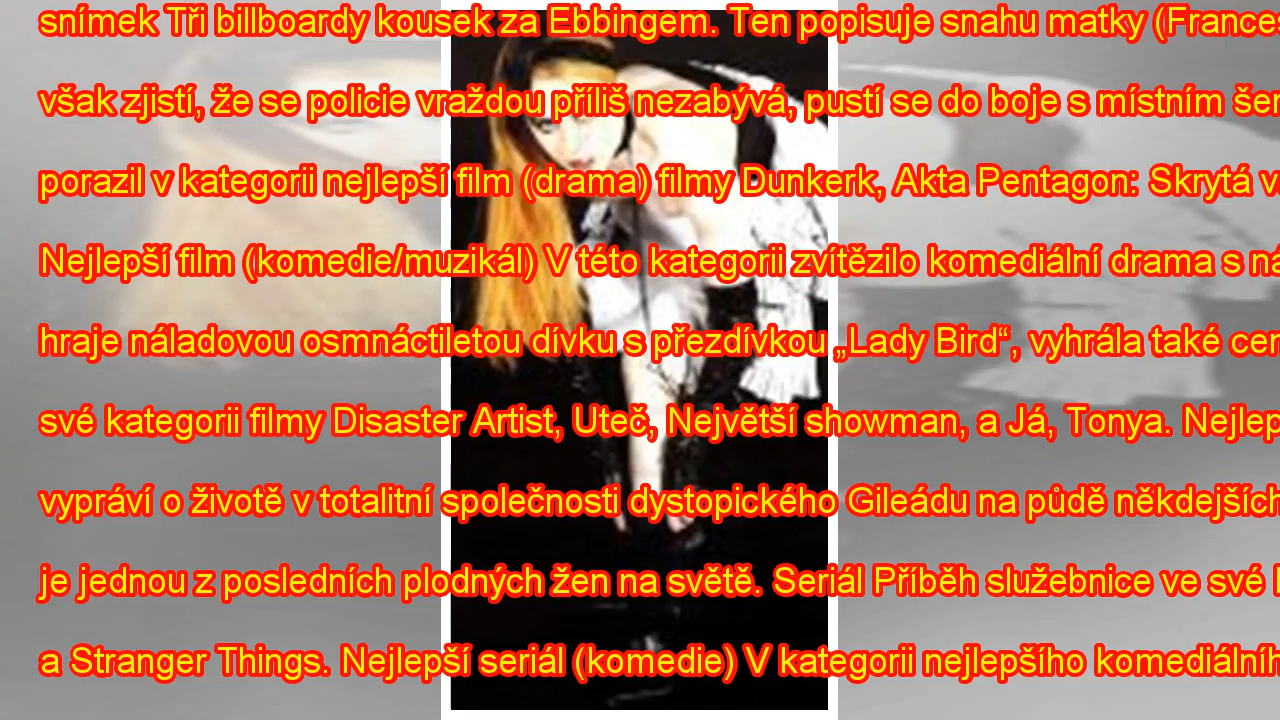 snímek Tři billboardy kousek za Ebbingem. Ten popisuje snahu matky (Frances
však zjistí, že se policie vraždou příliš nezabývá, pustí se do boje s místním šer
porazil v kategorii nejlepší film (drama) filmy Dunkerk, Akta Pentagon: Skrytá v
Nejlepší film (komedie/muzikál) V této kategorii zvítězilo komediální drama s ná
hraje náladovou osmnáctiletou dívku s přezdívkou „Lady Bird“, vyhrála také cen
své kategorii filmy Disaster Artist, Uteč, Největší showman, a Já, Tonya. Nejlep
vypráví o životě v totalitní společnosti dystopického Gileádu na půdě někdejších
je jednou z posledních plodných žen na světě. Seriál Příběh služebnice ve své
a Stranger Things. Nejlepší seriál (komedie) V kategorii nejlepšího komediálníh